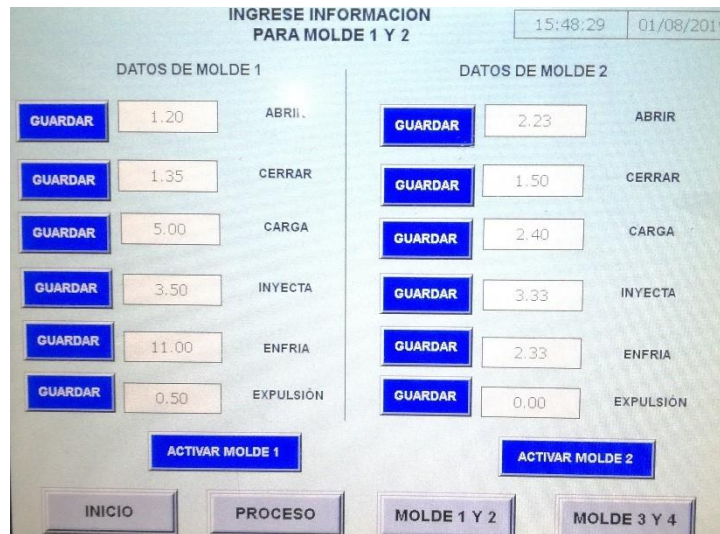 INGRESE INFORMACION
PARA MOLDE 1 Y 2
15:48:29 01/08/201
DATOS DE MOLDE 1
DATOS DE MOLDE 2
GUARDAR 1.20 ABRIR
GUARDAR 2.23 ABRIR
GUARDAR 1.35 CERRAR
GUARDAR 1.50 CERRAR
GUARDAR 5.00 CARGA
GUARDAR 2.40 CARGA
GUARDAR 3.50 INYECTA
GUARDAR 3.33 INYECTA
GUARDAR 11.00 ENFRIA
GUARDAR 2.33 ENFRIA
GUARDAR 0.50 EXPULSIÓN
GUARDAR 0.00 EXPULSIÓN
ACTIVAR MOLDE 1
ACTIVAR MOLDE 2
INICIO
PROCESO
MOLDE 1 Y 2
MOLDE 3 Y 4